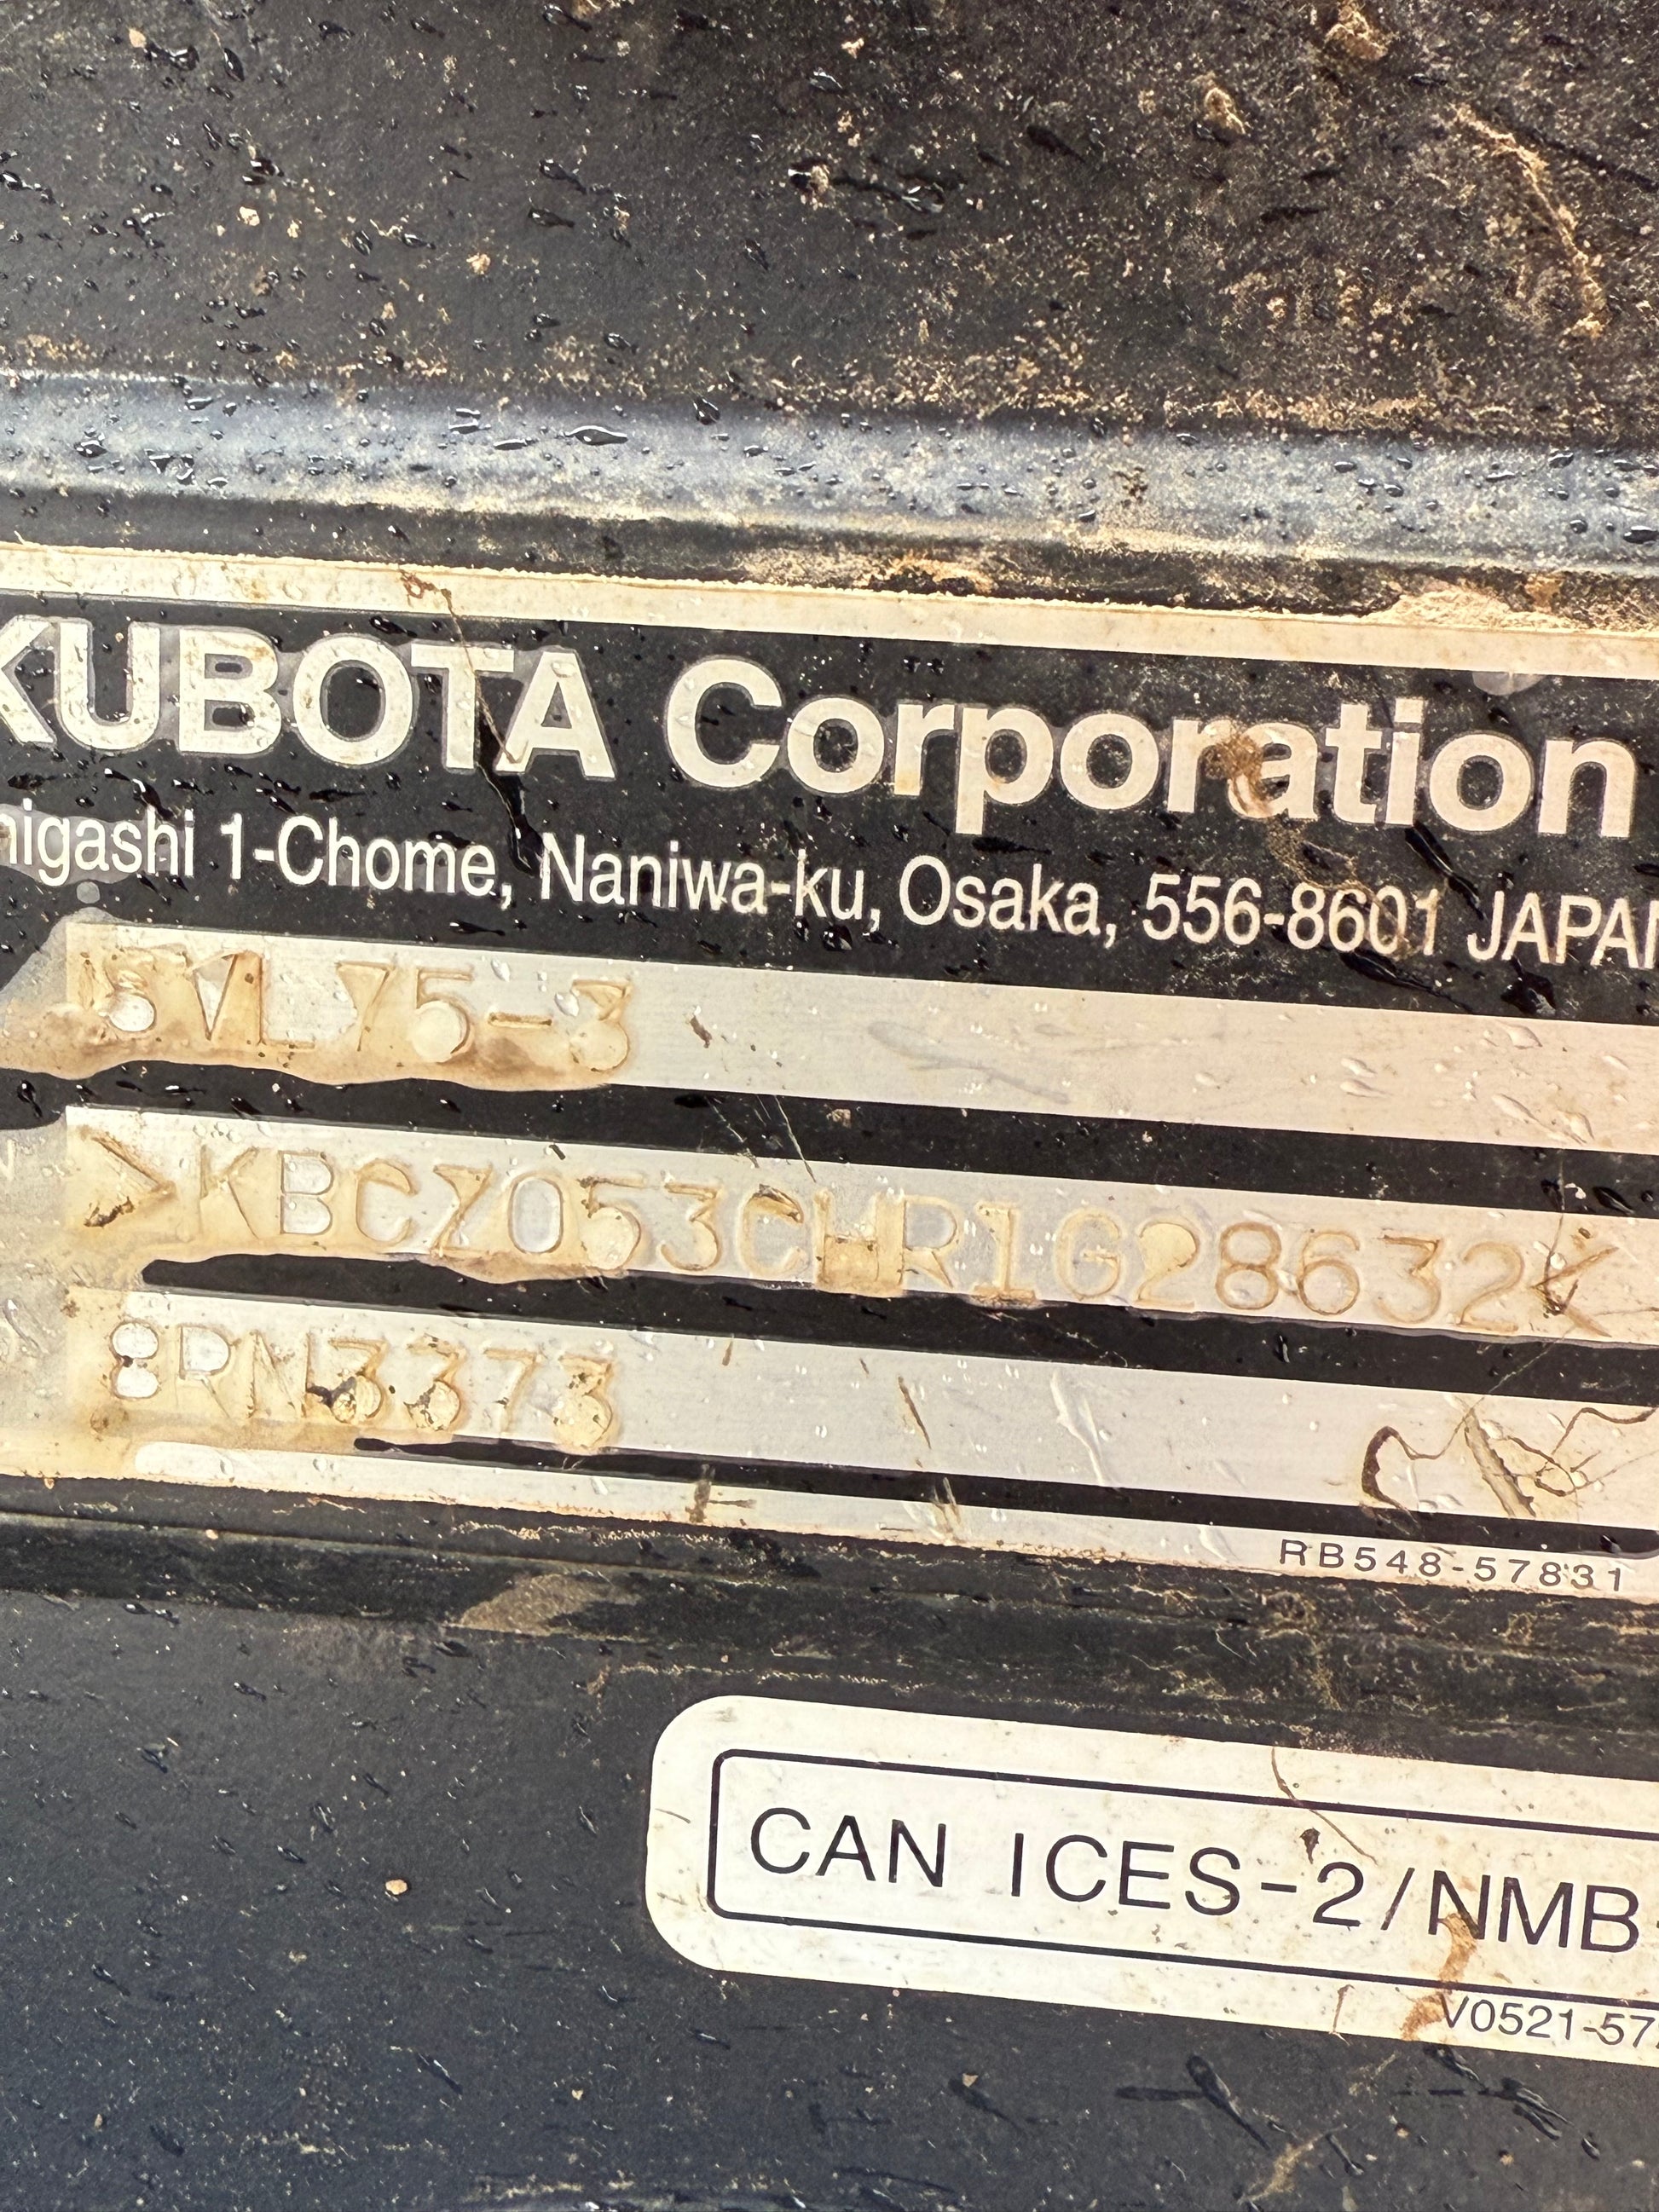 KUBOTA Corporation
higashi 1-Chome, Naniwa-ku, Osaka, 556-8601 JAPAN
SVL75-3
>KBCZ053CHR1G28632<
8RN3373
RB548-57831
CAN ICES-2/NMB-
V0521-57